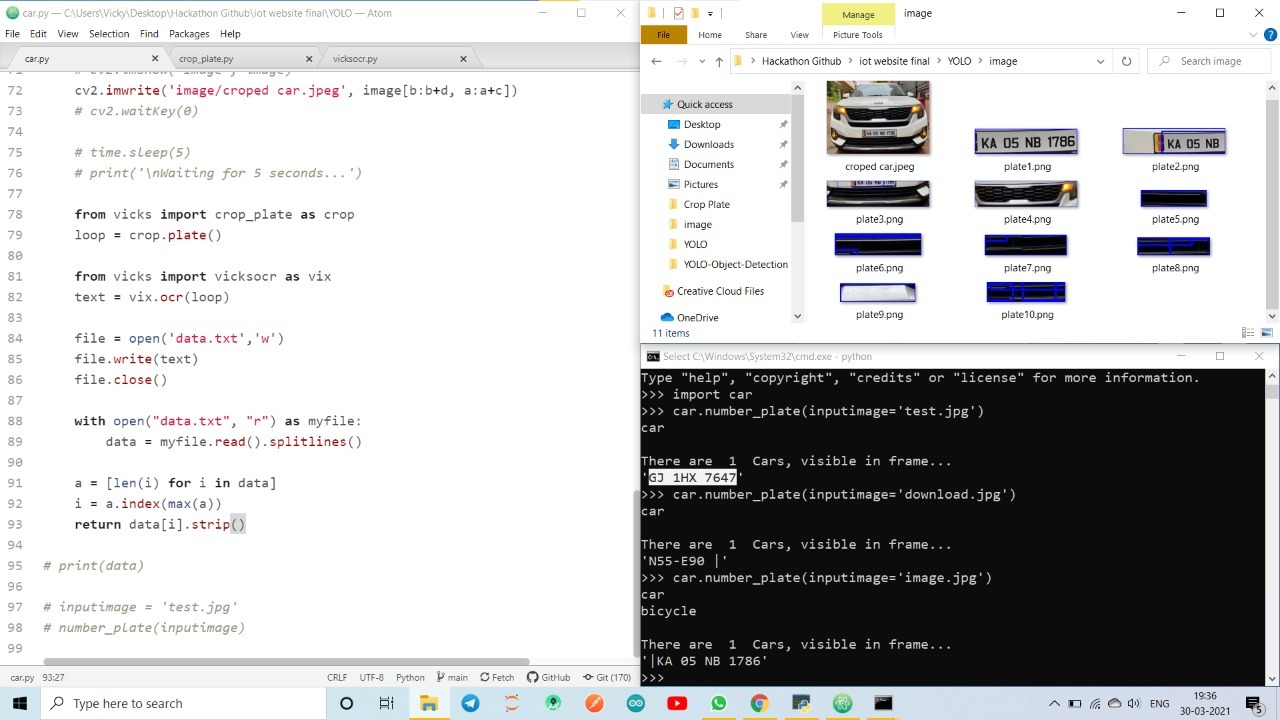 car.py — C:\Users\Vicky\Desktop\Hackathon Github\iot website final\YOLO — Atom
File Edit View Selection Find Packages Help
crop_plate.py vicksocr.py
72 cv2.imwrite('image/croped car.jpeg', image[b:b+d, a:a+c])
73 # cv2.waitKey(
74
75 # time.sleep(5)
76 # print('\nWaiting for 5 seconds...')
77
78 from vicks import crop_plate as crop
79 loop = crop.plate()
80
81 from vicks import vicksocr as vix
82 text = vix.ocr(loop)
83
84 file = open('data.txt','w')
85 file.write(text)
86 file.close()
87
88 with open("data.txt", "r") as myfile:
89 data = myfile.read().splitlines()
90
91 a = [len(i) for i in data]
92 i = a.index(max(a))
93 return data[i].strip()
94
95 # print(data)
96
97 # inputimage = 'test.jpg'
98 # number_plate(inputimage)
99
car.py 93:27 CRLF UTF-8 Python main Fetch GitHub Git (170)
Manage image
File Home Share View Picture Tools
Hackathon Github > iot website final > YOLO > image
Search image
Quick access
Desktop
Downloads
Documents
Pictures
Crop Plate
image
YOLO
YOLO-Object-Detection
Creative Cloud Files
OneDrive
KA 05 NB 1786
KA 05 NB
croped car.jpeg plate1.png plate2.png
plate3.png plate4.png plate5.png
plate6.png plate7.png plate8.png
plate9.png plate10.png
11 items
Select C:\Windows\System32\cmd.exe - python
Type "help", "copyright", "credits" or "license" for more information.
>>> import car
>>> car.number_plate(inputimage='test.jpg')
car
There are 1 Cars, visible in frame...
'GJ 1HX 7647'
>>> car.number_plate(inputimage='download.jpg')
car
There are 1 Cars, visible in frame...
'N55-E90 |'
>>> car.number_plate(inputimage='image.jpg')
car
bicycle
There are 1 Cars, visible in frame...
'|KA 05 NB 1786'
>>>
Type here to search
ENG
19:36
30-03-2021
5